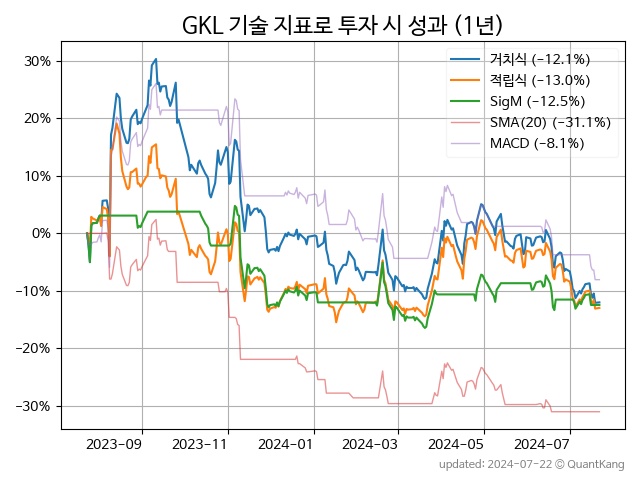 GKL 기술 지표로 투자 시 성과 (1년)
30%
20%
10%
0%
−10%
−20%
−30%
거치식 (−12.1%)
적립식 (−13.0%)
SigM (−12.5%)
SMA(20) (−31.1%)
MACD (−8.1%)
2023-09
2023-11
2024-01
2024-03
2024-05
2024-07
updated: 2024-07-22 © QuantKang